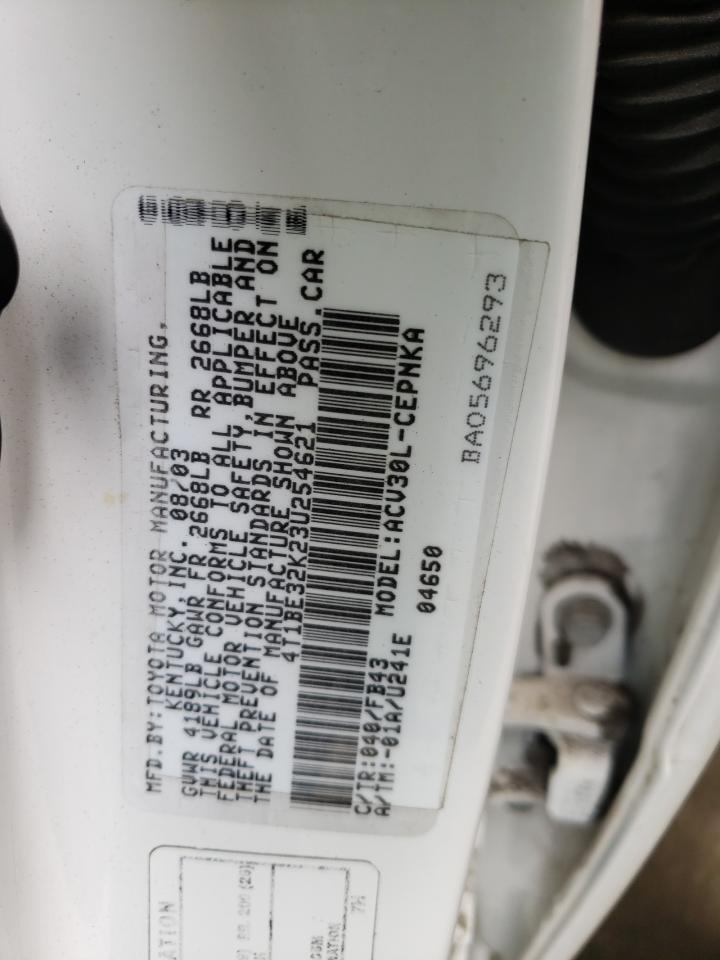 MFD.BY:TOYOTA MOTOR MANUFACTURING,
KENTUCKY,INC. 08/03
GVWR 4189LB GAWR FR 2668LB RR 2668LB
THIS VEHICLE CONFORMS TO ALL APPLICABLE
FEDERAL MOTOR VEHICLE SAFETY,BUMPER AND
THEFT PREVENTION STANDARDS IN EFFECT ON
THE DATE OF MANUFACTURE SHOWN ABOVE
4T1BE32K23U254621 PASS.CAR
C/TR:040/FB43 MODEL:ACV30L-CEPNKA
A/TM:-01A/U241E 04650
BA05696293
ATION